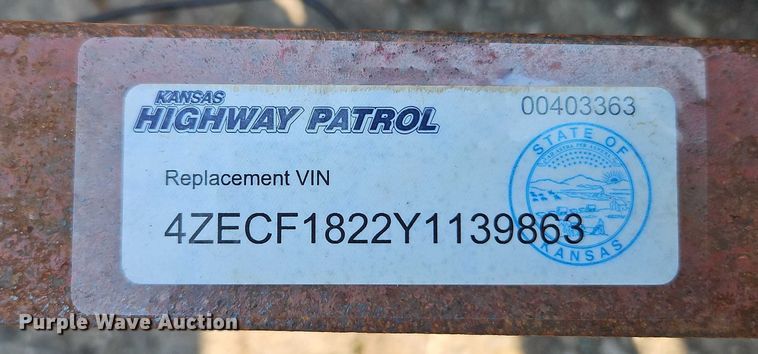 KANSAS
HIGHWAY PATROL
00403363
Replacement VIN
4ZECF1822Y1139863
STATE OF
KANSAS
Purple Wave Auction